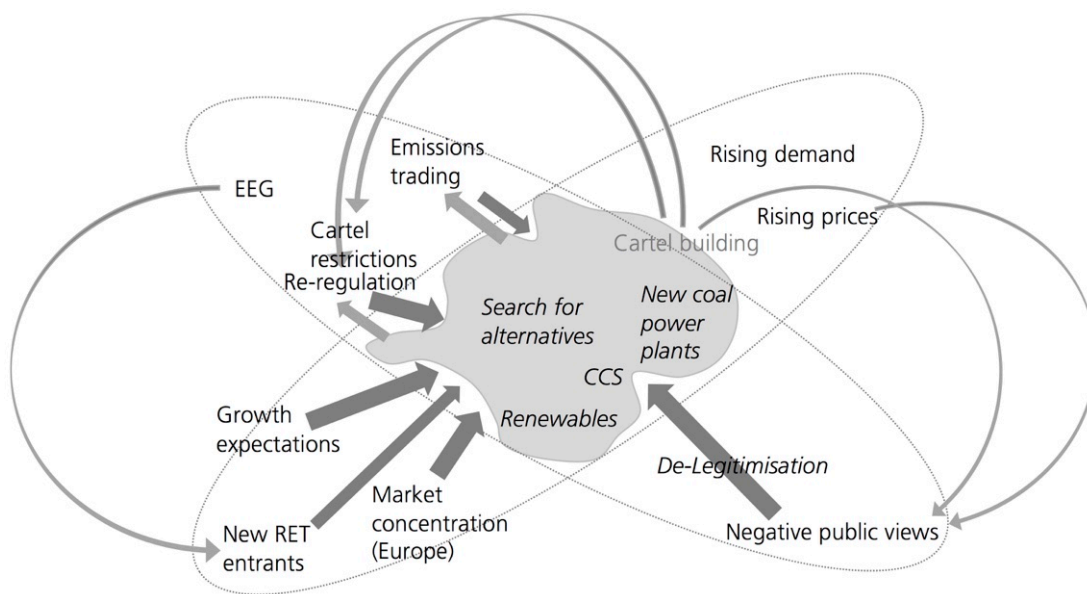 Emissions
trading
Rising demand
EEG
Rising prices
Cartel
restrictions
Re-regulation
Cartel building
Search for
alternatives
New coal
power
plants
CCS
Growth
expectations
Renewables
De-Legitimisation
Market
concentration
(Europe)
New RET
entrants
Negative public views